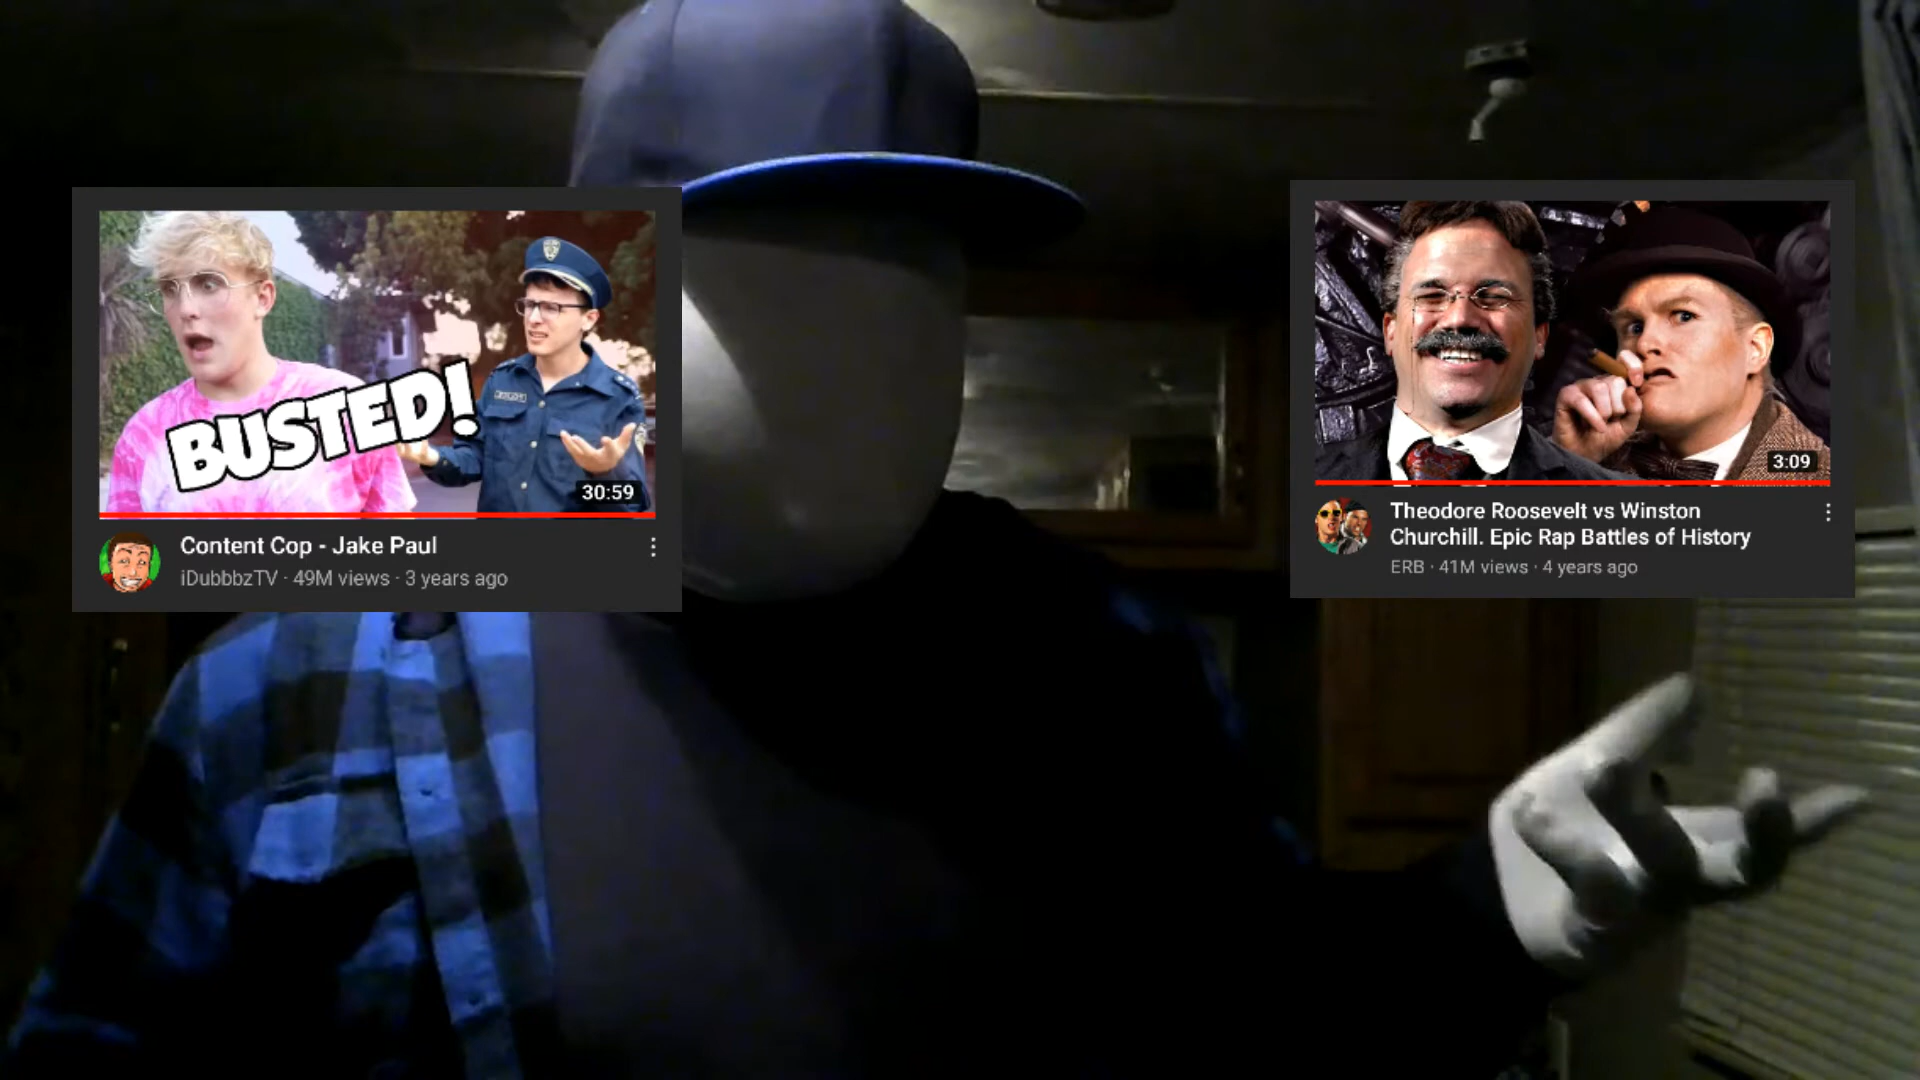 BUSTED!
30:59
Content Cop - Jake Paul
iDubbbzTV · 49M views · 3 years ago
3:09
Theodore Roosevelt vs Winston
Churchill. Epic Rap Battles of History
ERB · 41M views · 4 years ago